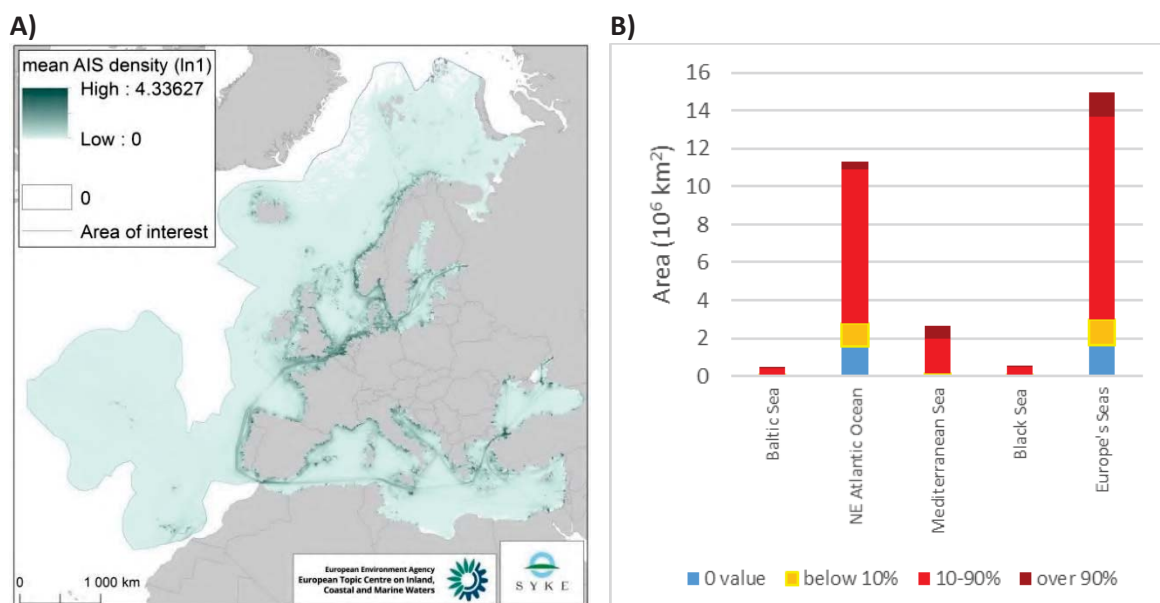 A)
mean AIS density (ln1)
High : 4.33627
Low : 0
0
Area of interest
0
1 000 km
European Environment Agency
European Topic Centre on Inland,
Coastal and Marine Waters
SYKE
B)
Area (10⁶ km²)
16
14
12
10
8
6
4
2
0
Baltic Sea
NE Atlantic Ocean
Mediterranean Sea
Black Sea
Europe's Seas
0 value
below 10%
10-90%
over 90%